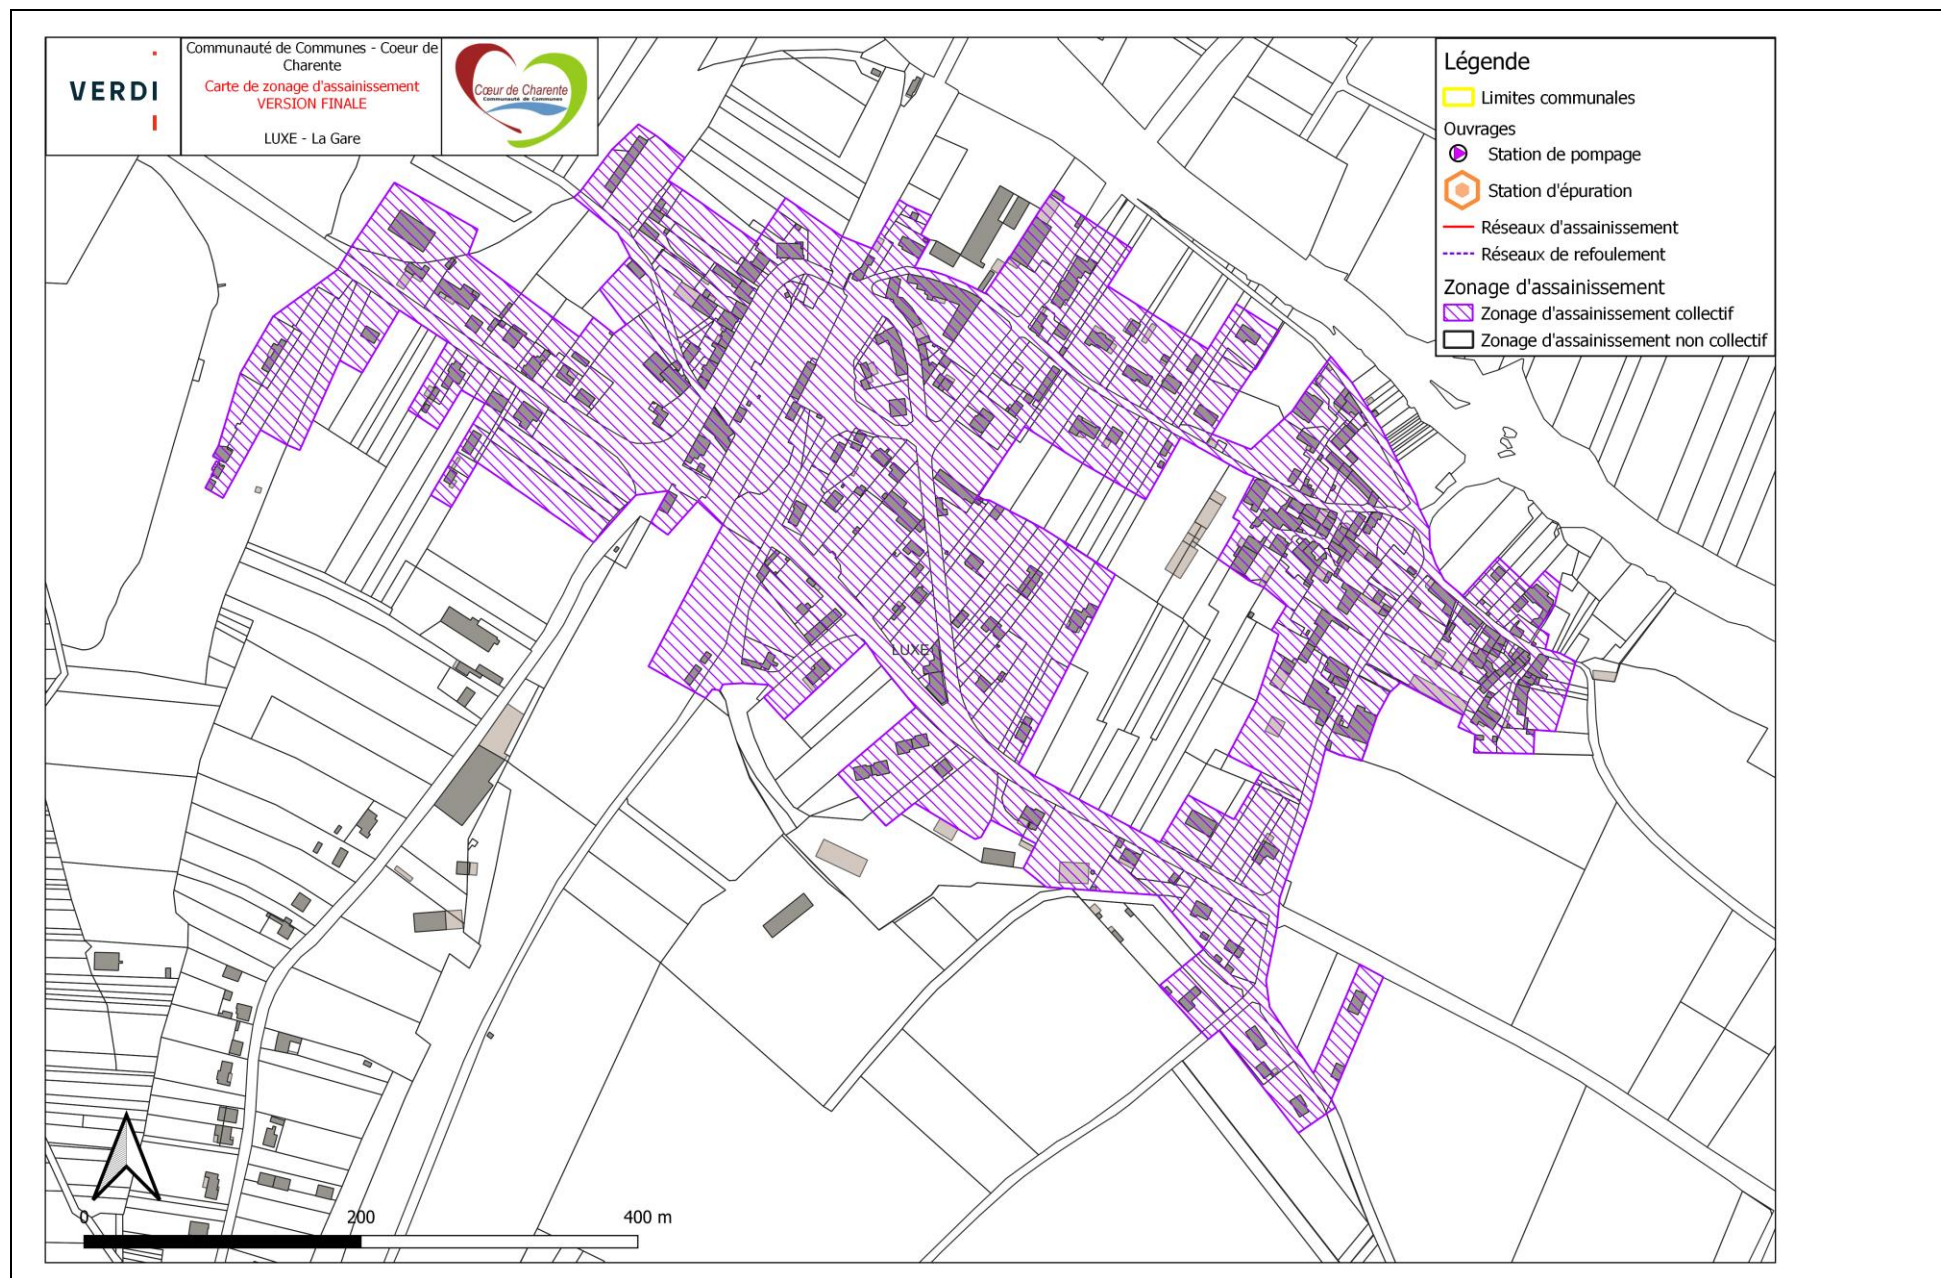 VERDI
Communauté de Communes - Coeur de
Charente
Carte de zonage d'assainissement
VERSION FINALE
LUXE - La Gare
Cœur de Charente
Communauté de Communes
Légende
Limites communales
Ouvrages
Station de pompage
Station d'épuration
Réseaux d'assainissement
Réseaux de refoulement
Zonage d'assainissement
Zonage d'assainissement collectif
Zonage d'assainissement non collectif
LUXE
0 200 400 m